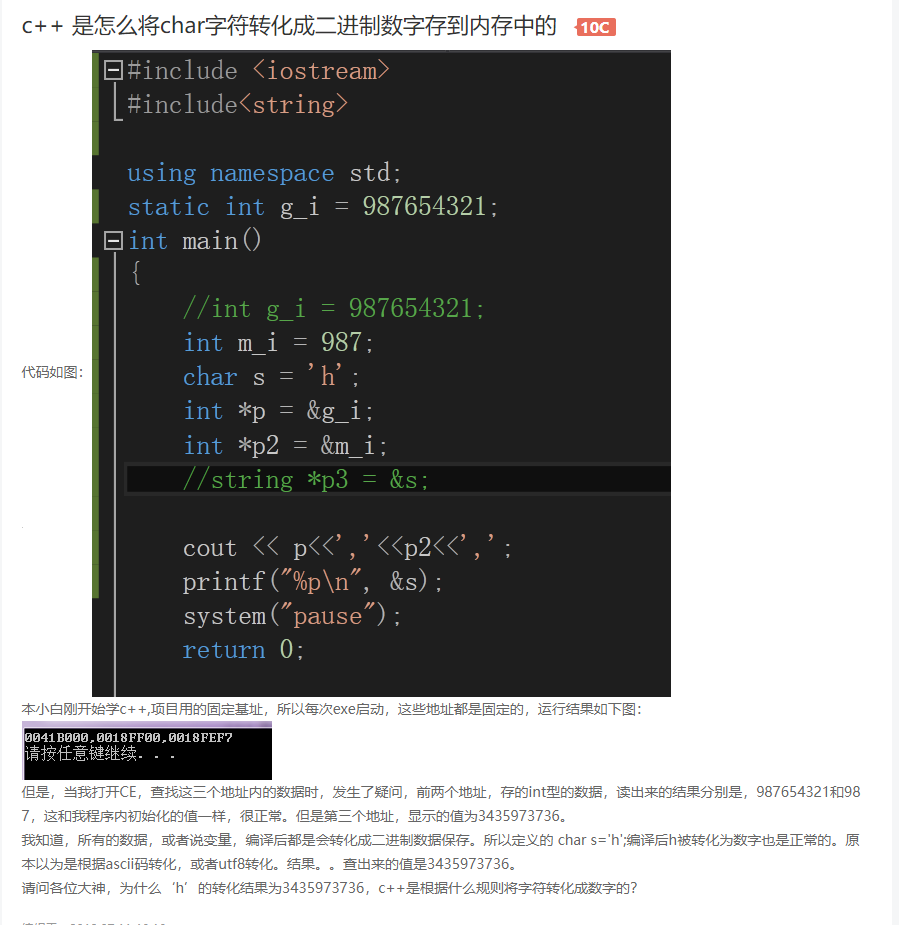 c++ 是怎么将char字符转化成二进制数字存到内存中的 10C
#include <iostream>
#include<string>
using namespace std;
static int g_i = 987654321;
int main()
{
//int g_i = 987654321;
int m_i = 987;
代码如图：
char s = 'h';
int *p = &g_i;
int *p2 = &m_i;
//string *p3 = &s;
cout << p<<','<<p2<<',';
printf("%p\n", &s);
system("pause");
return 0;
本小白刚开始学c++,项目用的固定基址，所以每次exe启动，这些地址都是固定的，运行结果如下图：
0041B000,0018FF00,0018FEF7
请按任意键继续. . .
但是，当我打开CE，查找这三个地址内的数据时，发生了疑问，前两个地址，存的int型的数据，读出来的结果分别是，987654321和98
7，这和我程序内初始化的值一样，很正常。但是第三个地址，显示的值为3435973736。
我知道，所有的数据，或者说变量，编译后都是会转化成二进制数据保存。所以定义的 char s='h';编译后h被转化为数字也是正常的。原
本以为是根据ascii码转化，或者utf8转化。结果。。查出来的值是3435973736。
请问各位大神，为什么‘h’的转化结果为3435973736，c++是根据什么规则将字符转化成数字的？